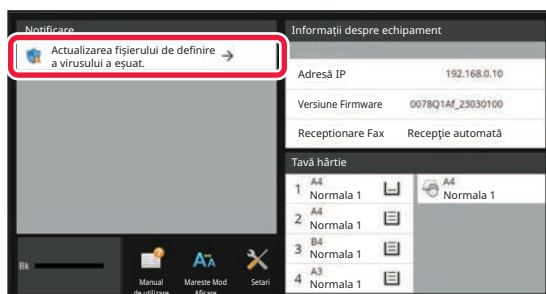 Notificare
Actualizarea fișierului de definire
a virusului a eșuat.
Informații despre echipament
Adresă IP 192.168.0.10
Versiune Firmware 0078Q1Af_23030100
Receptionare Fax Recepţie automată
Tavă hârtie
1 A4
Normala 1
A4
Normala 1
2 A4
Normala 1
3 B4
Normala 1
4 A3
Normala 1
Bk
Manual
de utilizare
Mareste Mod
Afisare
Setari